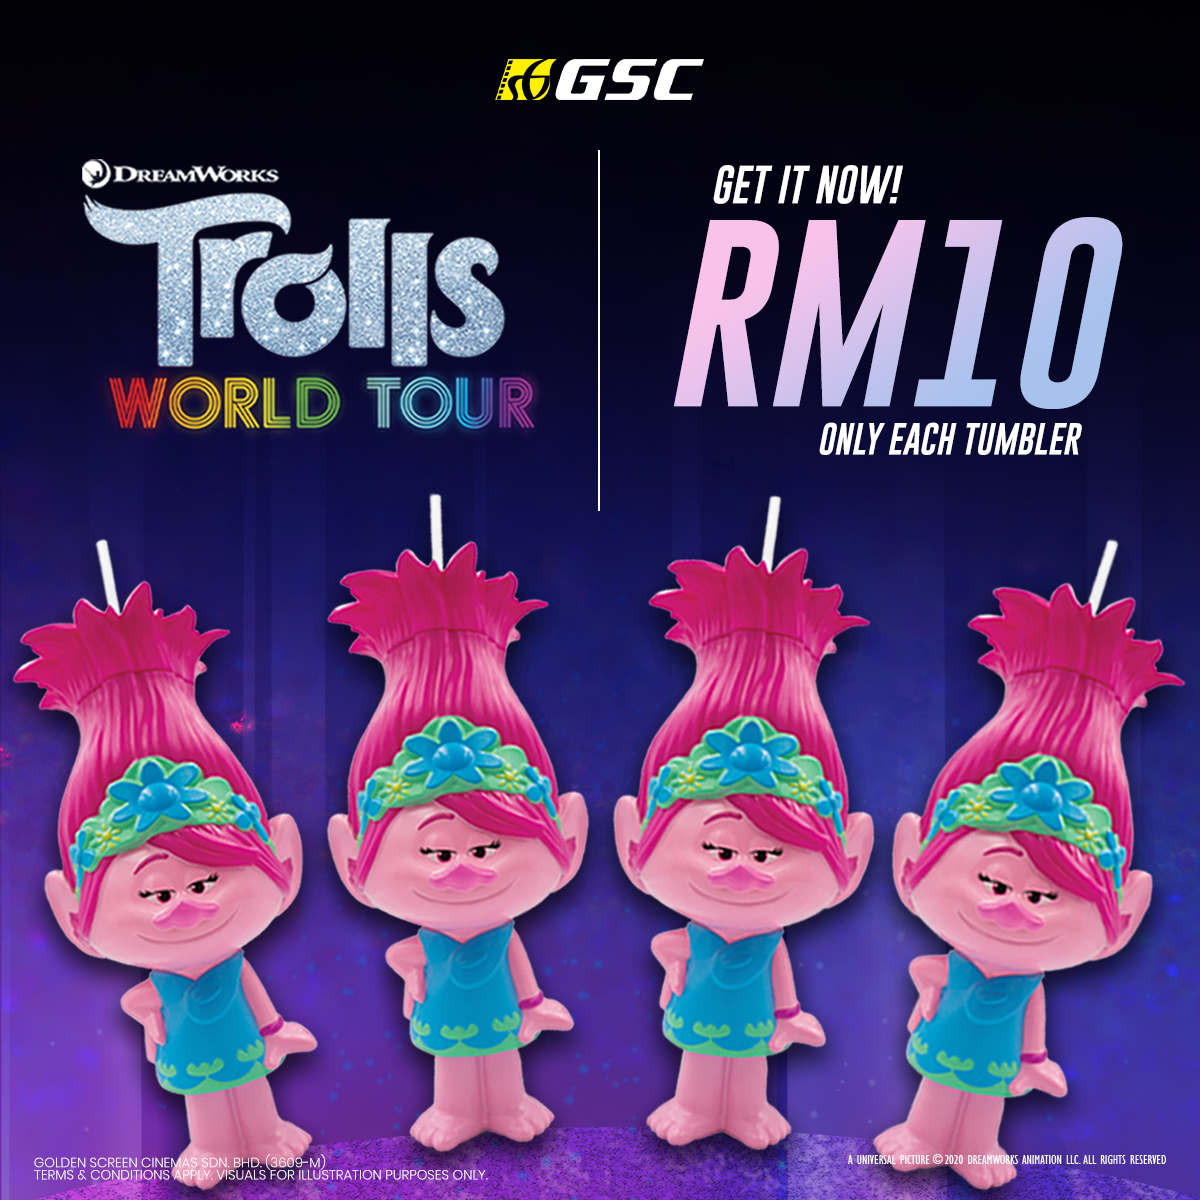 GSC
DREAMWORKS
Trolls
WORLD TOUR
GET IT NOW!
RM10
ONLY EACH TUMBLER
GOLDEN SCREEN CINEMAS SDN. BHD. (3609-M)
TERMS & CONDITIONS APPLY. VISUALS FOR ILLUSTRATION PURPOSES ONLY.
A UNIVERSAL PICTURE © 2020 DREAMWORKS ANIMATION LLC. ALL RIGHTS RESERVED